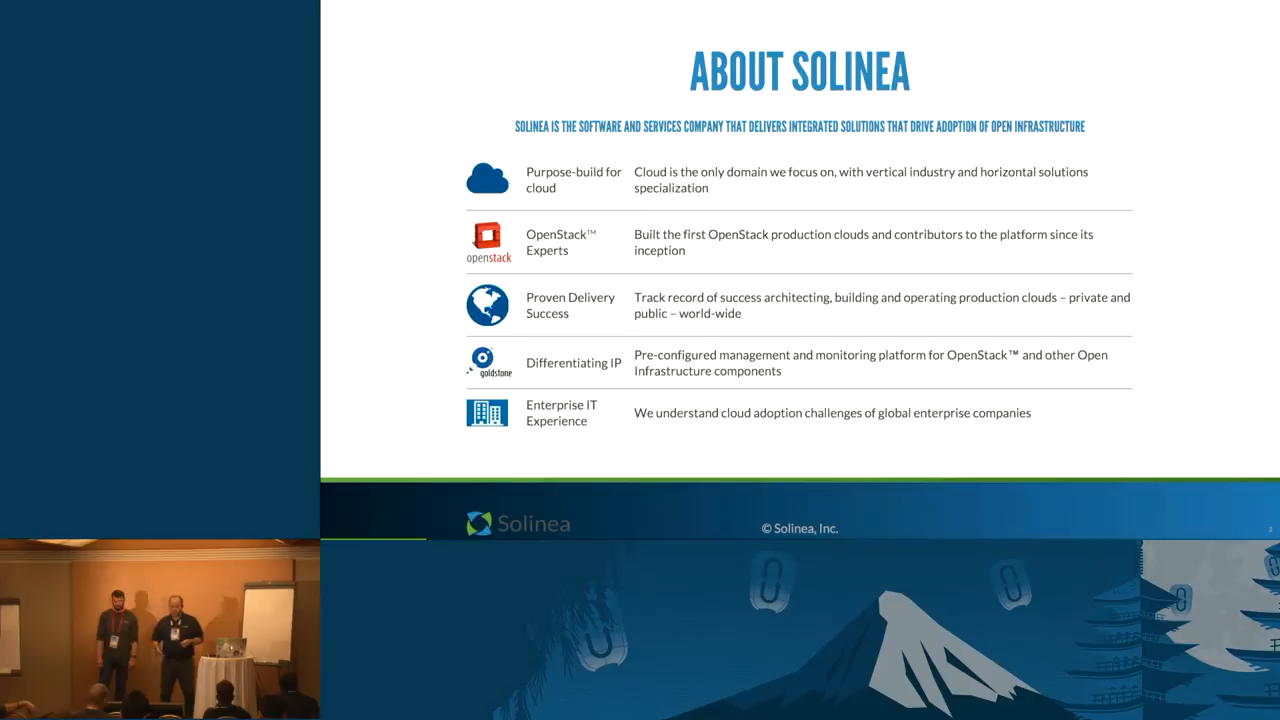 ABOUT SOLINEA
SOLINEA IS THE SOFTWARE AND SERVICES COMPANY THAT DELIVERS INTEGRATED SOLUTIONS THAT DRIVE ADOPTION OF OPEN INFRASTRUCTURE
Purpose-build for
cloud
Cloud is the only domain we focus on, with vertical industry and horizontal solutions
specialization
openstack
OpenStack™
Experts
Built the first OpenStack production clouds and contributors to the platform since its
inception
Proven Delivery
Success
Track record of success architecting, building and operating production clouds – private and
public – world-wide
goldstone
Differentiating IP
Pre-configured management and monitoring platform for OpenStack™ and other Open
Infrastructure components
Enterprise IT
Experience
We understand cloud adoption challenges of global enterprise companies
Solinea
© Solinea, Inc.
2